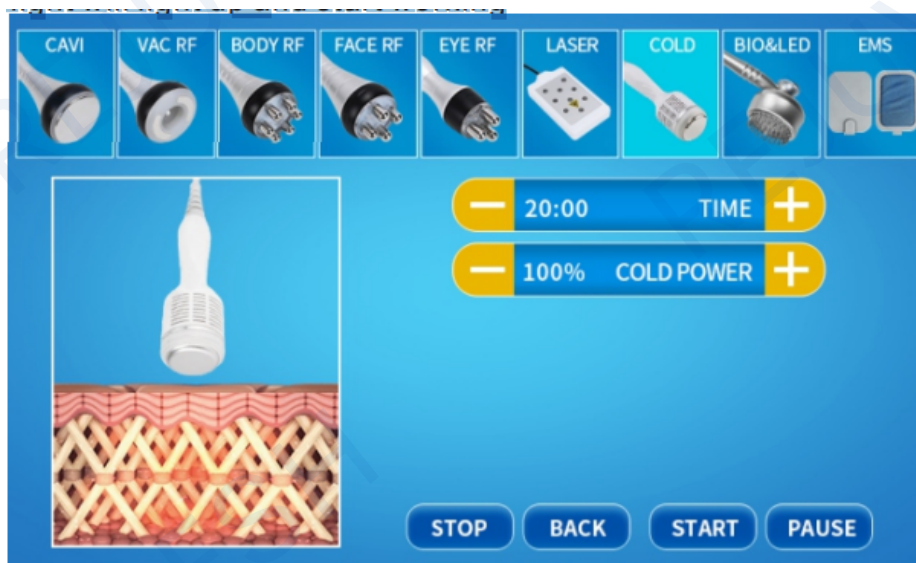 CAVI
VAC RF
BODY RF
FACE RF
EYE RF
LASER
COLD
BIO&LED
EMS
20:00 TIME
100% COLD POWER
STOP
BACK
START
PAUSE